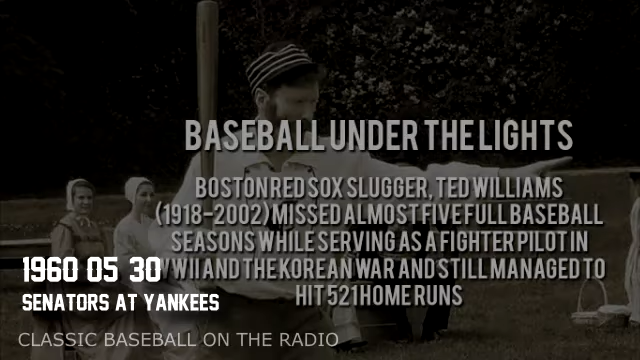 BASEBALL UNDER THE LIGHTS
BOSTON RED SOX SLUGGER, TED WILLIAMS
(1918-2002) MISSED ALMOST FIVE FULL BASEBALL
SEASONS WHILE SERVING AS A FIGHTER PILOT IN
WWII AND THE KOREAN WAR AND STILL MANAGED TO
HIT 521 HOME RUNS
1960 05 30
SENATORS AT YANKEES
CLASSIC BASEBALL ON THE RADIO